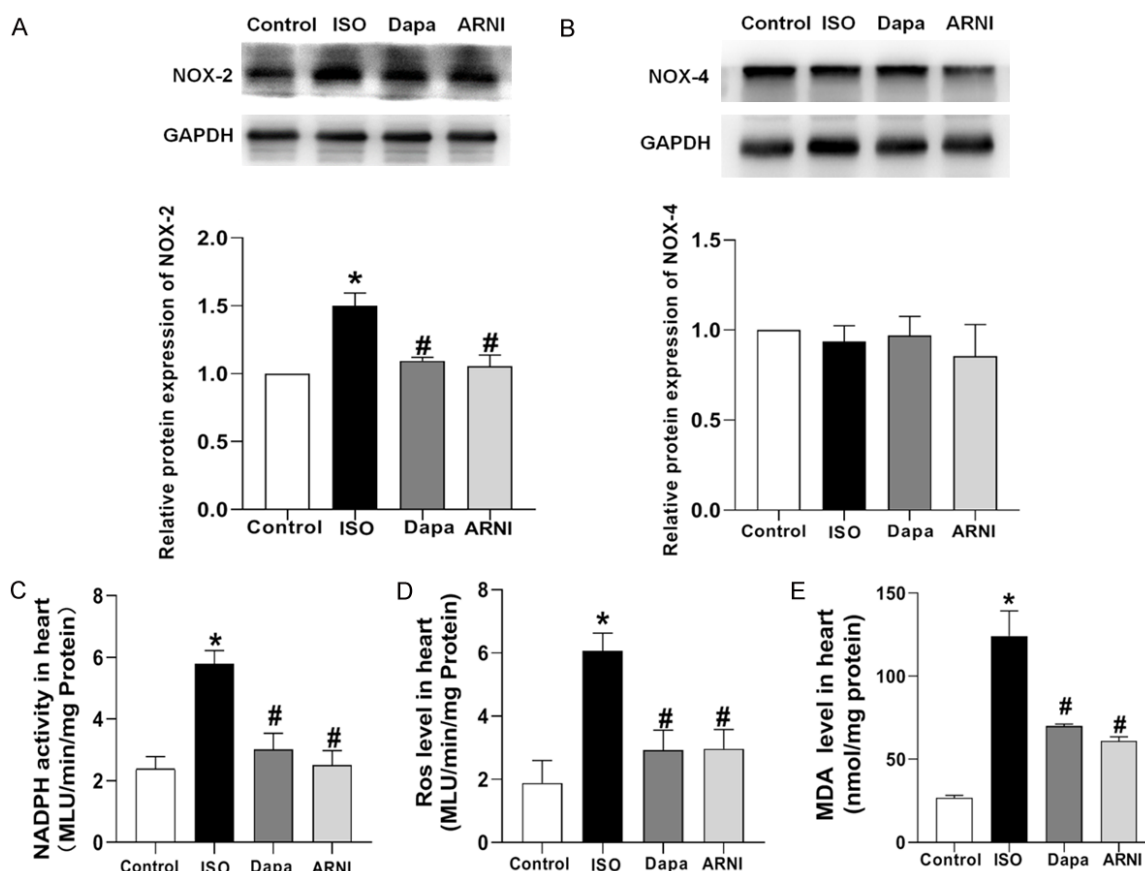 A
Control ISO Dapa ARNI
NOX-2
GAPDH
Relative protein expression of NOX-2
2.0
1.5
1.0
0.5
0.0
*
#
#
Control ISO Dapa ARNI
B
Control ISO Dapa ARNI
NOX-4
GAPDH
Relative protein expression of NOX-4
1.5
1.0
0.5
0.0
Control ISO Dapa ARNI
C
NADPH activity in heart
(MLU/min/mg Protein)
8
6
4
2
0
*
#
#
Control ISO Dapa ARNI
D
Ros level in heart
(MLU/min/mg Protein)
8
6
4
2
0
*
#
#
Control ISO Dapa ARNI
E
MDA level in heart
(nmol/mg protein)
150
100
50
0
*
#
#
Control ISO Dapa ARNI